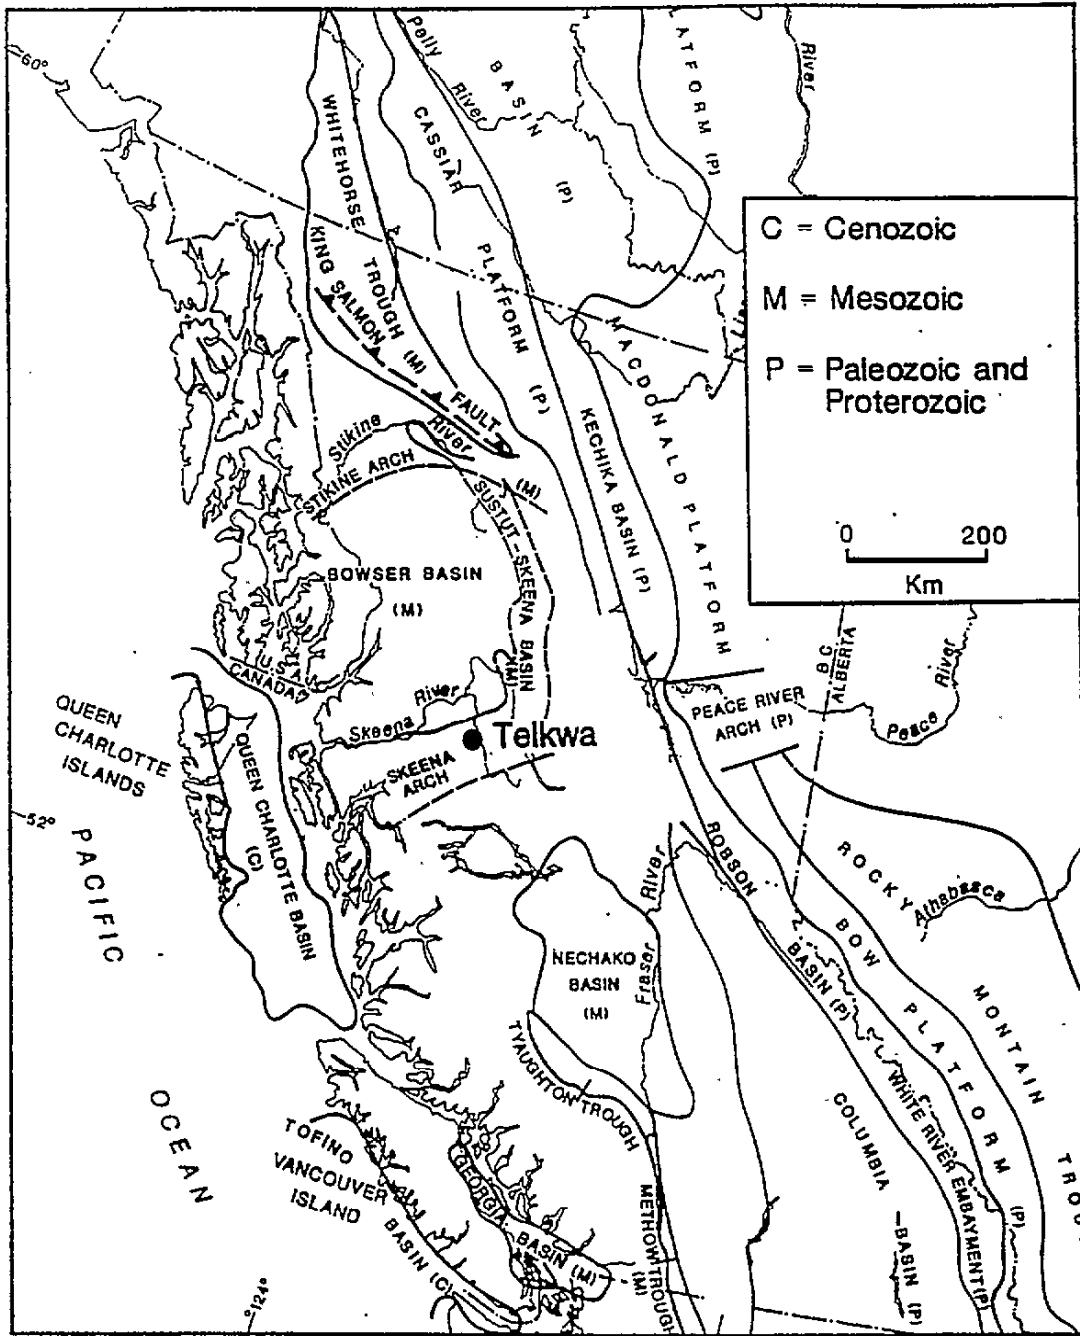 60°
Pelly
River
BASIN
(P)
ATFORM (P)
River
WHITEHORSE
TROUGH (M)
CASSIAR
PLATFORM (P)
KING SALMON
FAULT
C = Cenozoic
M = Mesozoic
P = Paleozoic and
Proterozoic
0 200
Km
MACDONALD PLATFORM
KECHIKA BASIN (P)
Stikine
River
STIKINE ARCH
(M)
SUSTUT-SKEENA BASIN
(M)
BOWSER BASIN
(M)
U.S.A.
CANADA
BC
ALBERTA
River
Peace
PEACE RIVER
ARCH (P)
Skeena
River
Telkwa
SKEENA
ARCH
QUEEN
CHARLOTTE
ISLANDS
QUEEN CHARLOTTE BASIN
(C)
52°
PACIFIC
OCEAN
ROBSON
BASIN (P)
ROCKY
MONTAIN
TROU
Athabasca
BOW
PLATFORM
(P)
River
Fraser
NECHAKO
BASIN
(M)
TYAUGHTON TROUGH
WHITE RIVER EMBAYMENT (P)
COLUMBIA
BASIN (P)
TOFINO
BASIN (C)
VANCOUVER
ISLAND
GEORGIA
BASIN (M)
METHOW TROUGH
(M)
124°